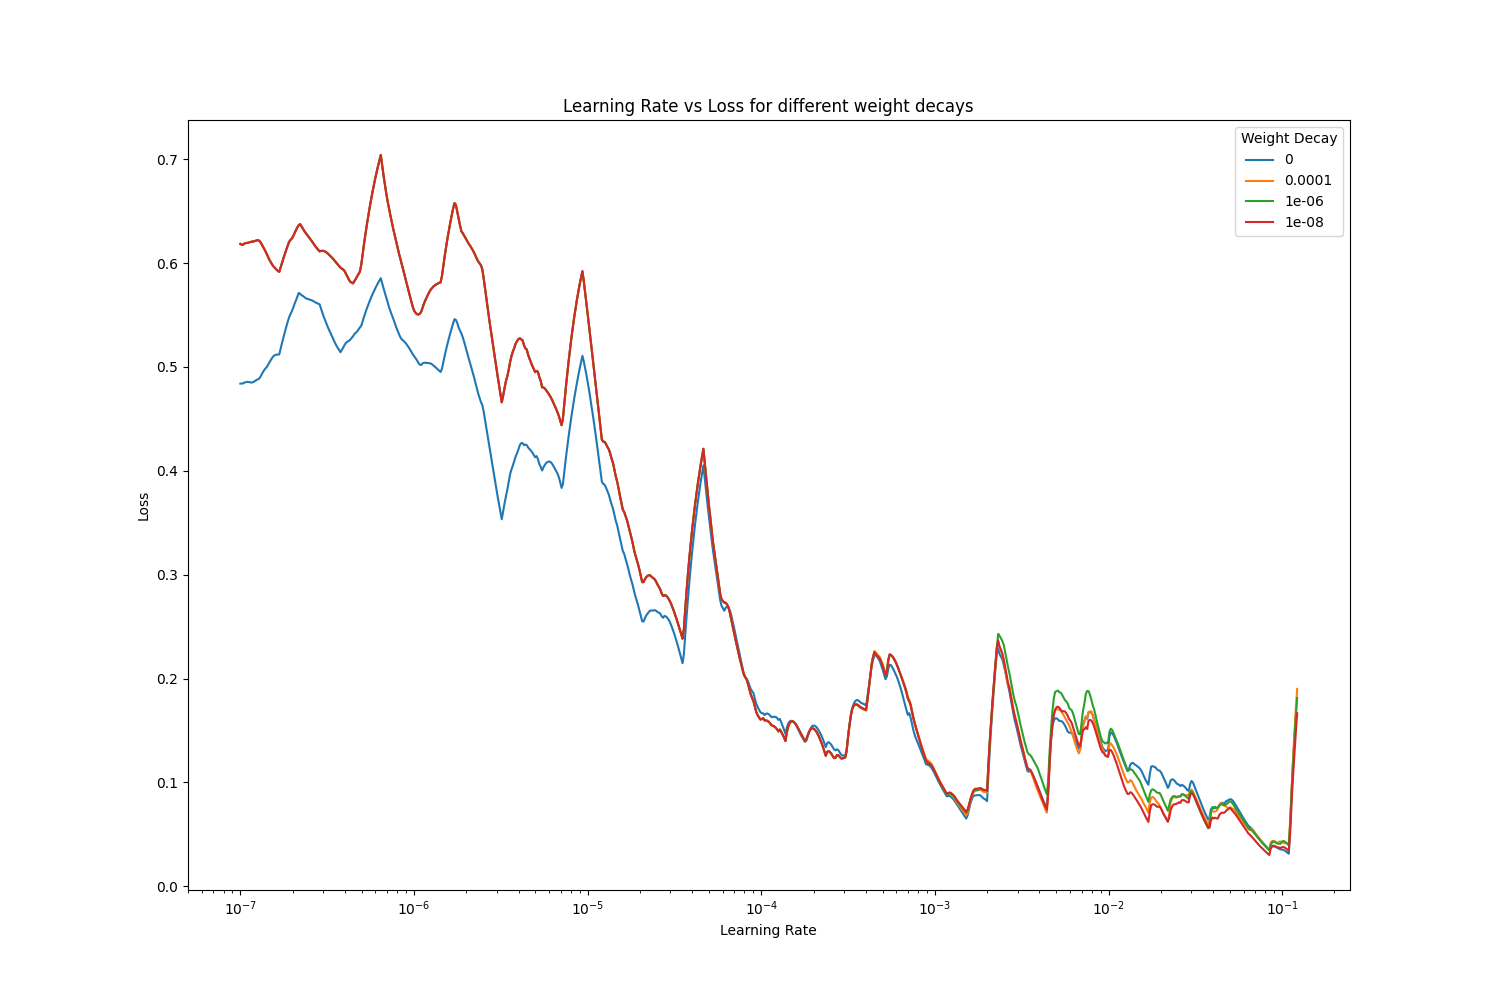 Learning Rate vs Loss for different weight decays
Weight Decay
0
0.0001
1e-06
1e-08
0.7
0.6
0.5
0.4
0.3
0.2
0.1
0.0
Loss
10⁻⁷ 10⁻⁶ 10⁻⁵ 10⁻⁴ 10⁻³ 10⁻² 10⁻¹
Learning Rate